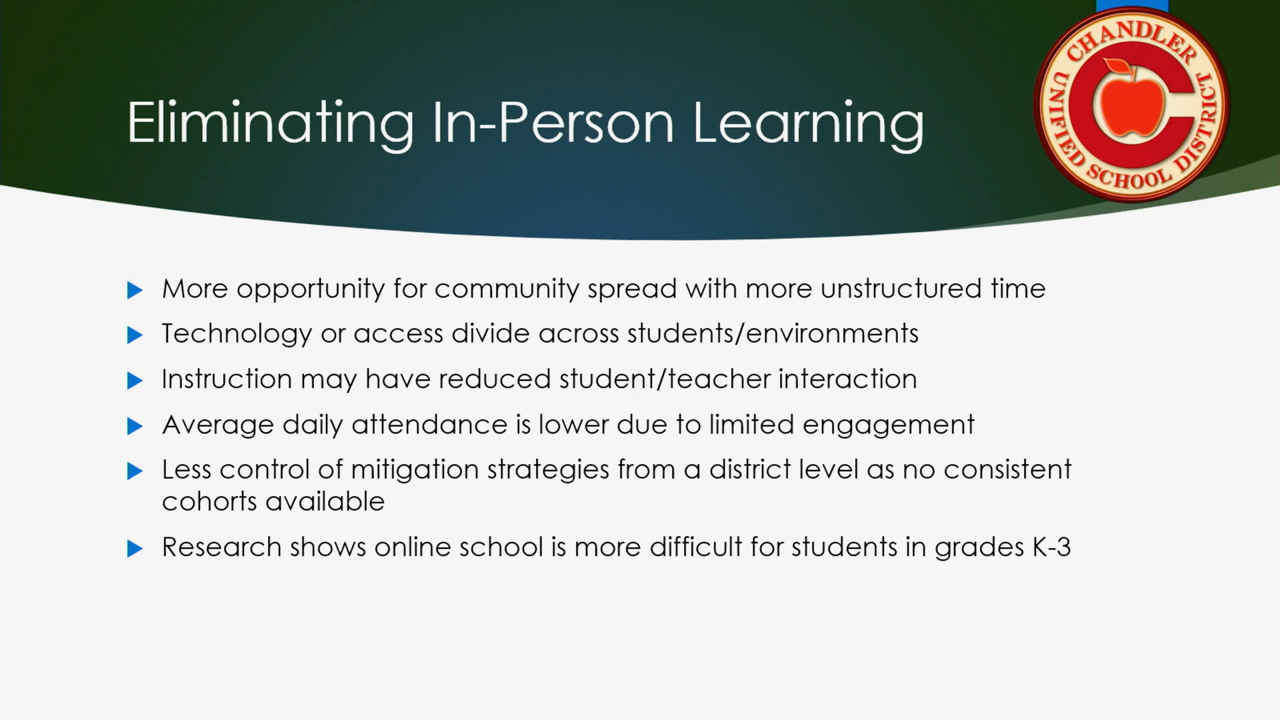 Eliminating In-Person Learning
CHANDLER
UNIFIED SCHOOL DISTRICT
More opportunity for community spread with more unstructured time
Technology or access divide across students/environments
Instruction may have reduced student/teacher interaction
Average daily attendance is lower due to limited engagement
Less control of mitigation strategies from a district level as no consistent
cohorts available
Research shows online school is more difficult for students in grades K-3